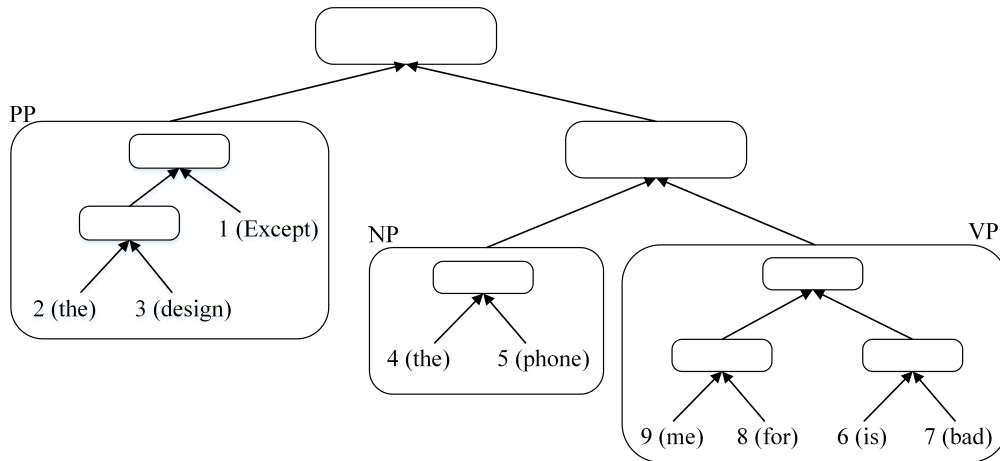 PP
1 (Except)
2 (the) 3 (design)
NP
4 (the) 5 (phone)
VP
9 (me) 8 (for) 6 (is) 7 (bad)